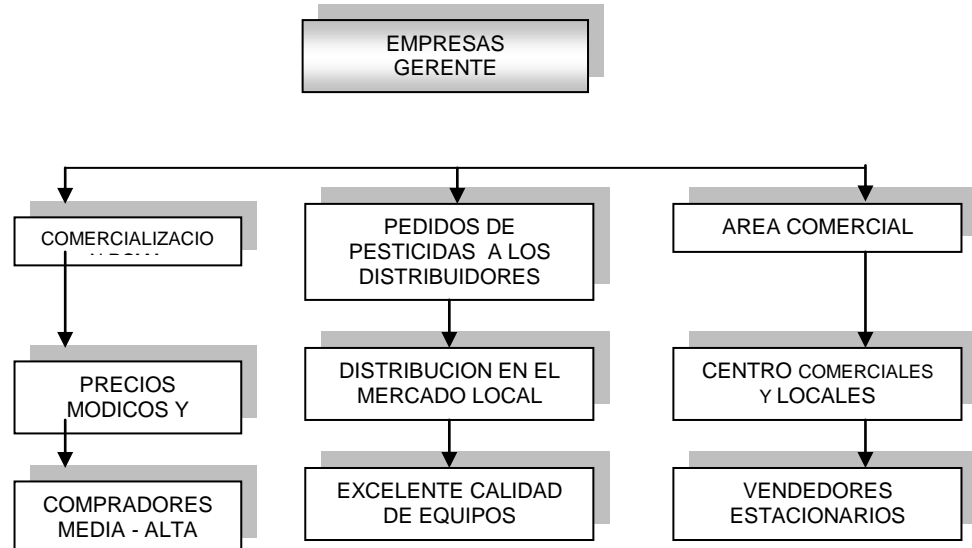 EMPRESAS
GERENTE
COMERCIALIZACIO
PEDIDOS DE
PESTICIDAS A LOS
DISTRIBUIDORES
AREA COMERCIAL
PRECIOS
MODICOS Y
DISTRIBUCION EN EL
MERCADO LOCAL
CENTRO COMERCIALES
Y LOCALES
COMPRADORES
MEDIA - ALTA
EXCELENTE CALIDAD
DE EQUIPOS
VENDEDORES
ESTACIONARIOS